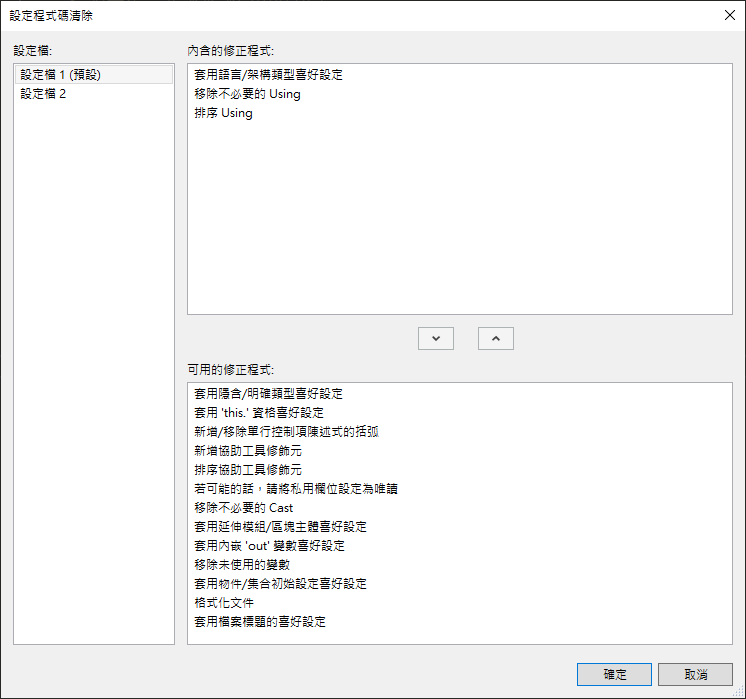 設定程式碼清除
設定檔:
設定檔 1 (預設)
設定檔 2
內含的修正程式:
套用語言/架構類型喜好設定
移除不必要的 Using
排序 Using
可用的修正程式:
套用隱含/明確類型喜好設定
套用 'this.' 資格喜好設定
新增/移除單行控制項陳述式的括弧
新增協助工具修飾元
排序協助工具修飾元
若可能的話，請將私用欄位設定為唯讀
移除不必要的 Cast
套用延伸模組/區塊主體喜好設定
套用內嵌 'out' 變數喜好設定
移除未使用的變數
套用物件/集合初始設定喜好設定
格式化文件
套用檔案標題的喜好設定
確定
取消